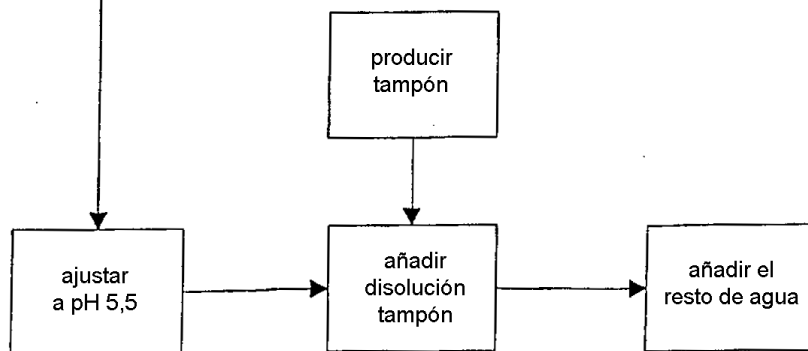 producir
tampón
ajustar
a pH 5,5
añadir
disolución
tampón
añadir el
resto de agua